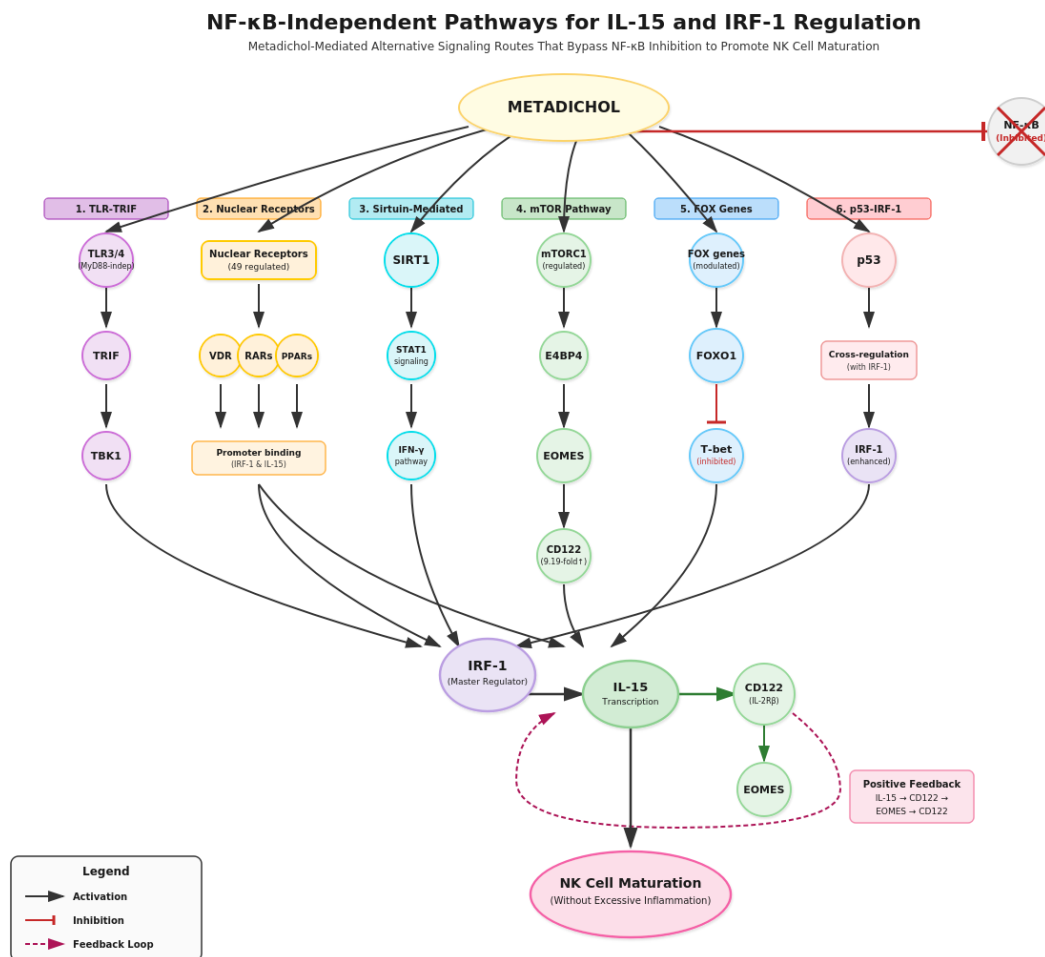 NF-κB-Independent Pathways for IL-15 and IRF-1 Regulation
Metadichol-Mediated Alternative Signaling Routes That Bypass NF-κB Inhibition to Promote NK Cell Maturation
METADICHOL
NF-κB
(Inhibited)
1. TLR-TRIF
2. Nuclear Receptors
3. Sirtuin-Mediated
4. mTOR Pathway
5. FOX Genes
6. p53-IRF-1
TLR3/4
(MyD88-indep)
Nuclear Receptors
(49 regulated)
SIRT1
mTORC1
(regulated)
FOX genes
(modulated)
p53
TRIF
VDR
RARs
PPARs
STAT1
signaling
E4BP4
FOXO1
Cross-regulation
(with IRF-1)
TBK1
Promoter binding
(IRF-1 & IL-15)
IFN-γ
pathway
EOMES
T-bet
(inhibited)
IRF-1
(enhanced)
CD122
(9.19-fold↑)
IRF-1
(Master Regulator)
IL-15
Transcription
CD122
(IL-2Rβ)
EOMES
Positive Feedback
IL-15 → CD122 →
EOMES → CD122
NK Cell Maturation
(Without Excessive Inflammation)
Legend
Activation
Inhibition
Feedback Loop